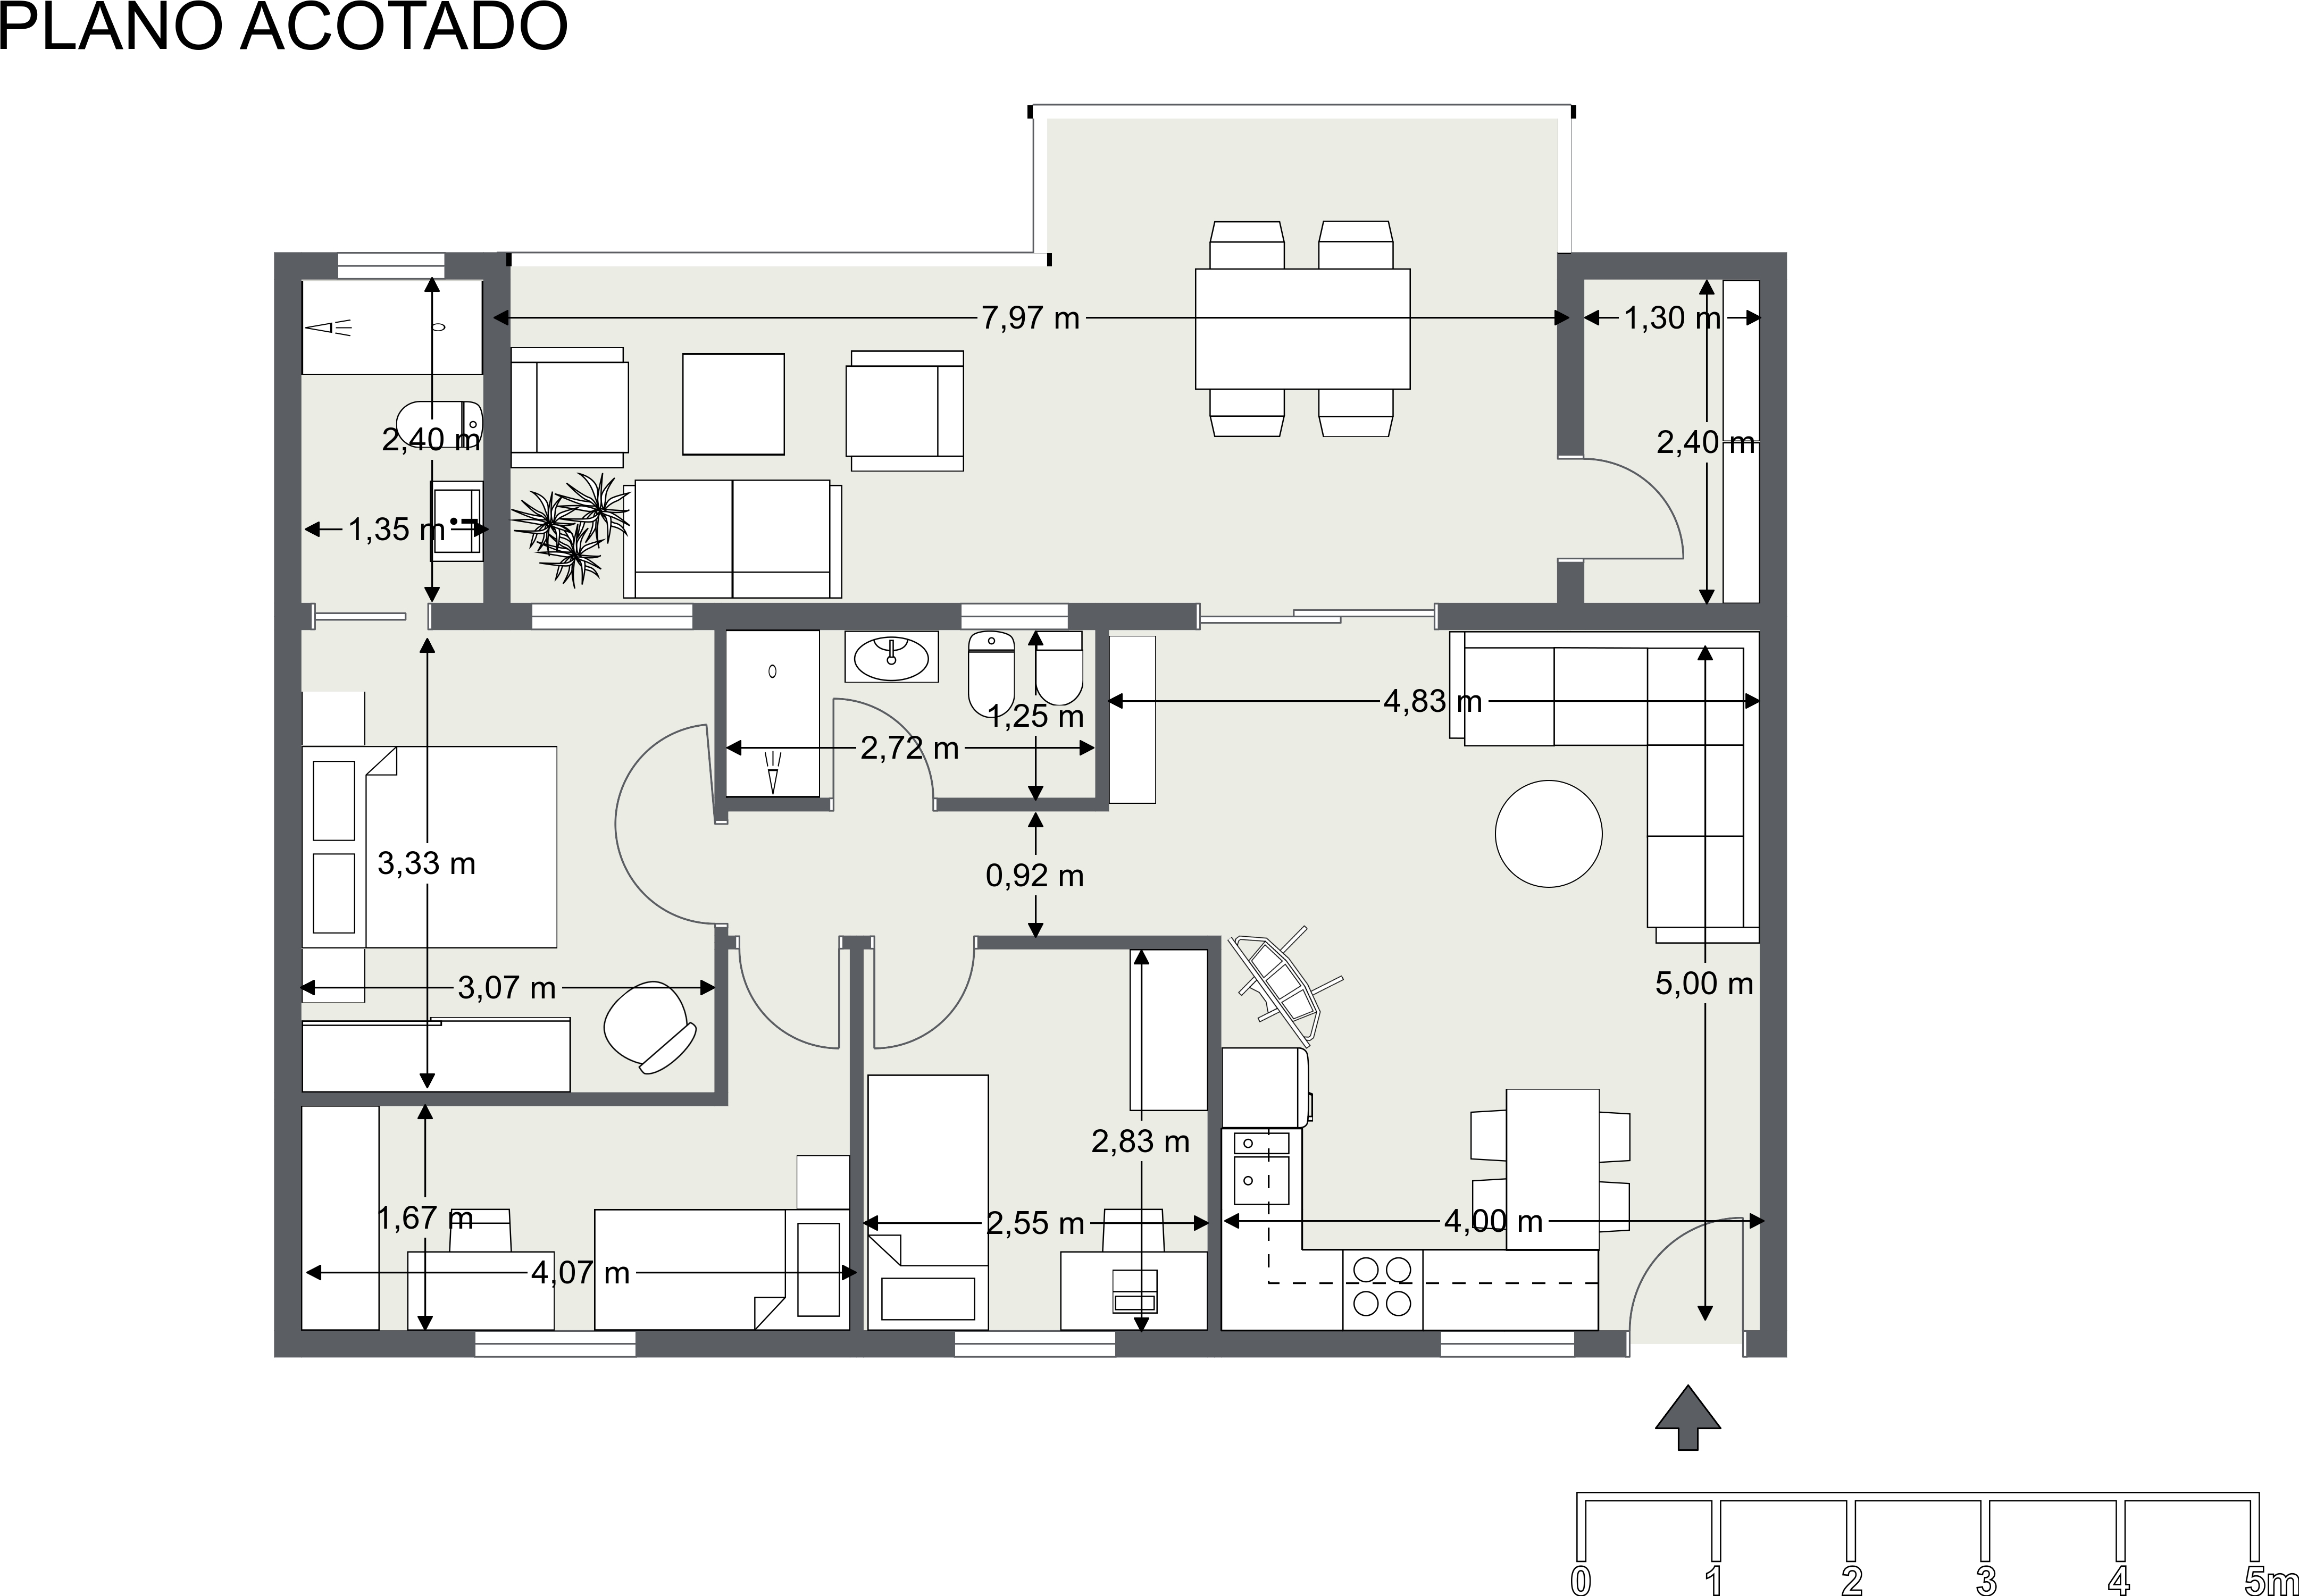 PLANO ACOTADO
7,97 m
1,30 m
2,40 m
2,40 m
1,35 m
4,83 m
1,25 m
2,72 m
3,33 m
0,92 m
3,07 m
5,00 m
2,83 m
1,67 m
2,55 m
4,00 m
4,07 m
0 1 2 3 4 5m